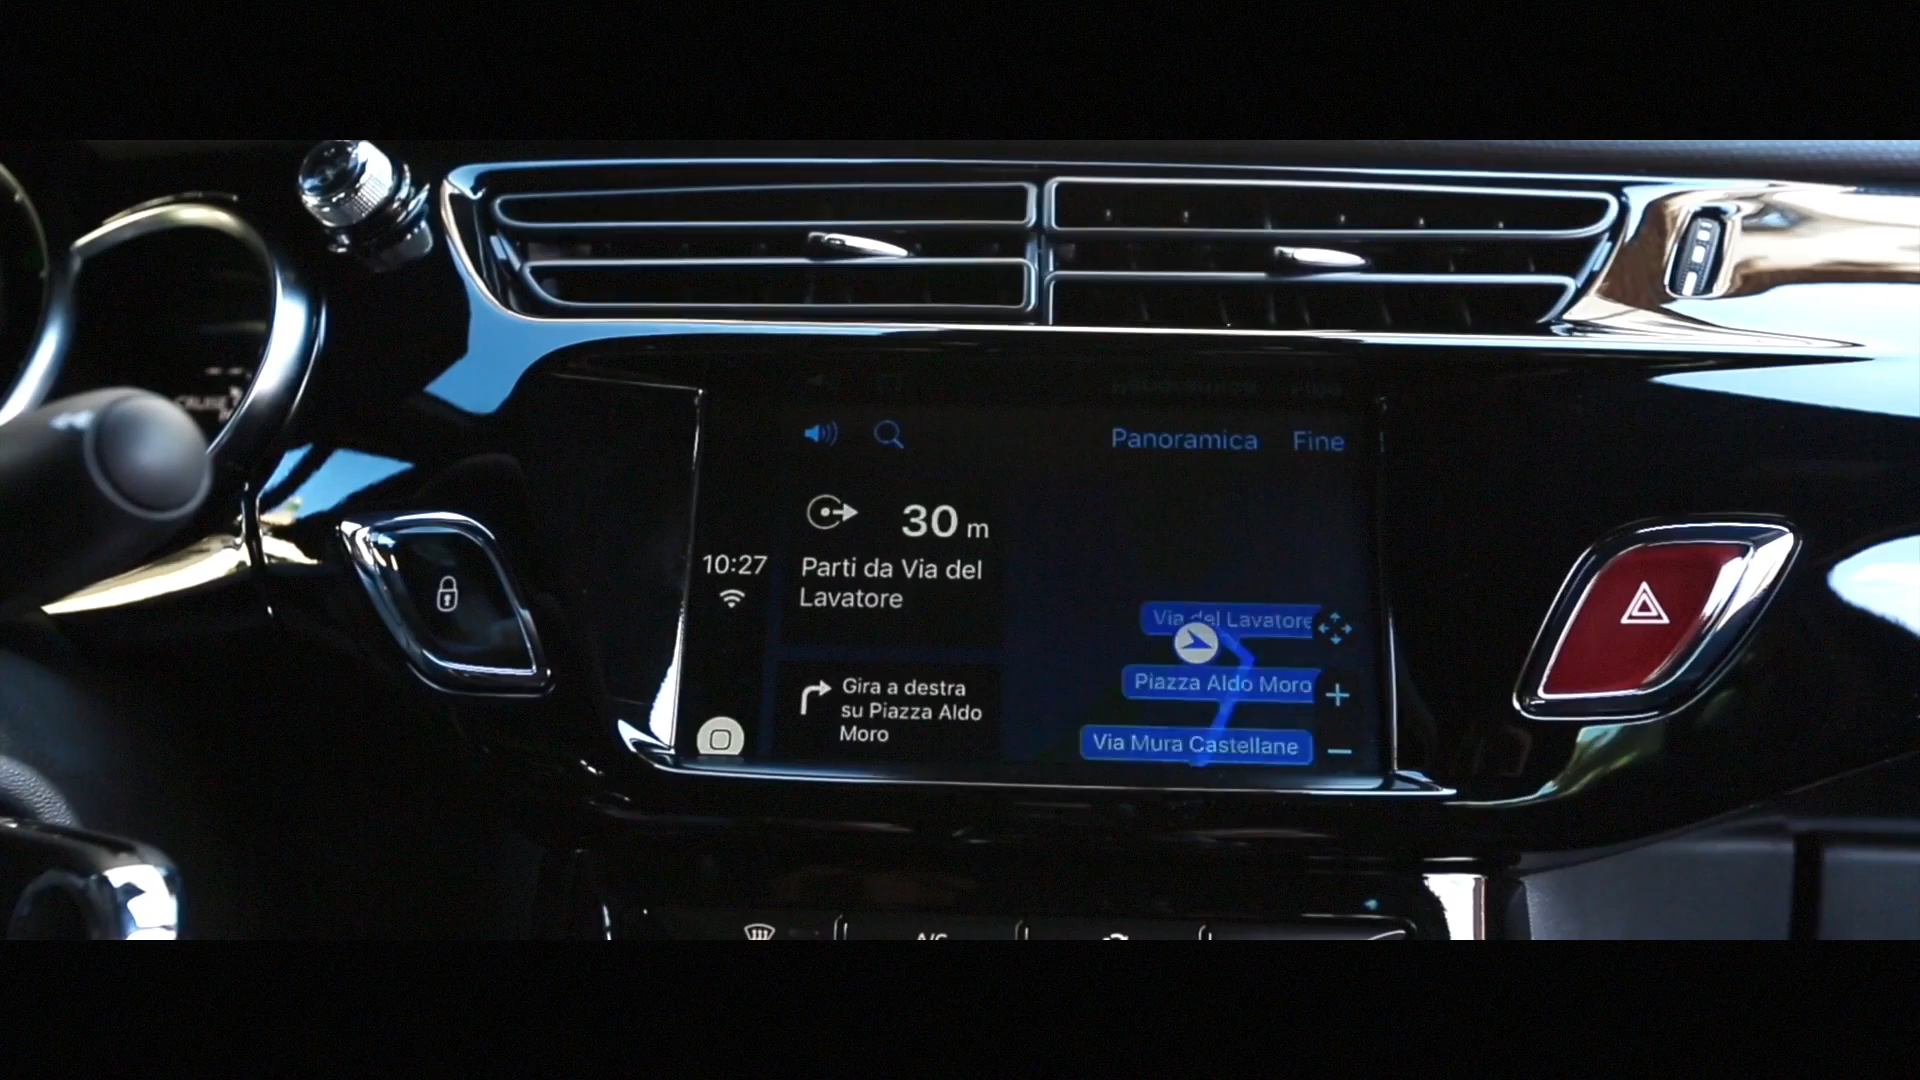 Panoramica Fine
30 m
10:27
Parti da Via del
Lavatore
Gira a destra
su Piazza Aldo
Moro
Via del Lavatore
Piazza Aldo Moro
Via Mura Castellane
CRUISE